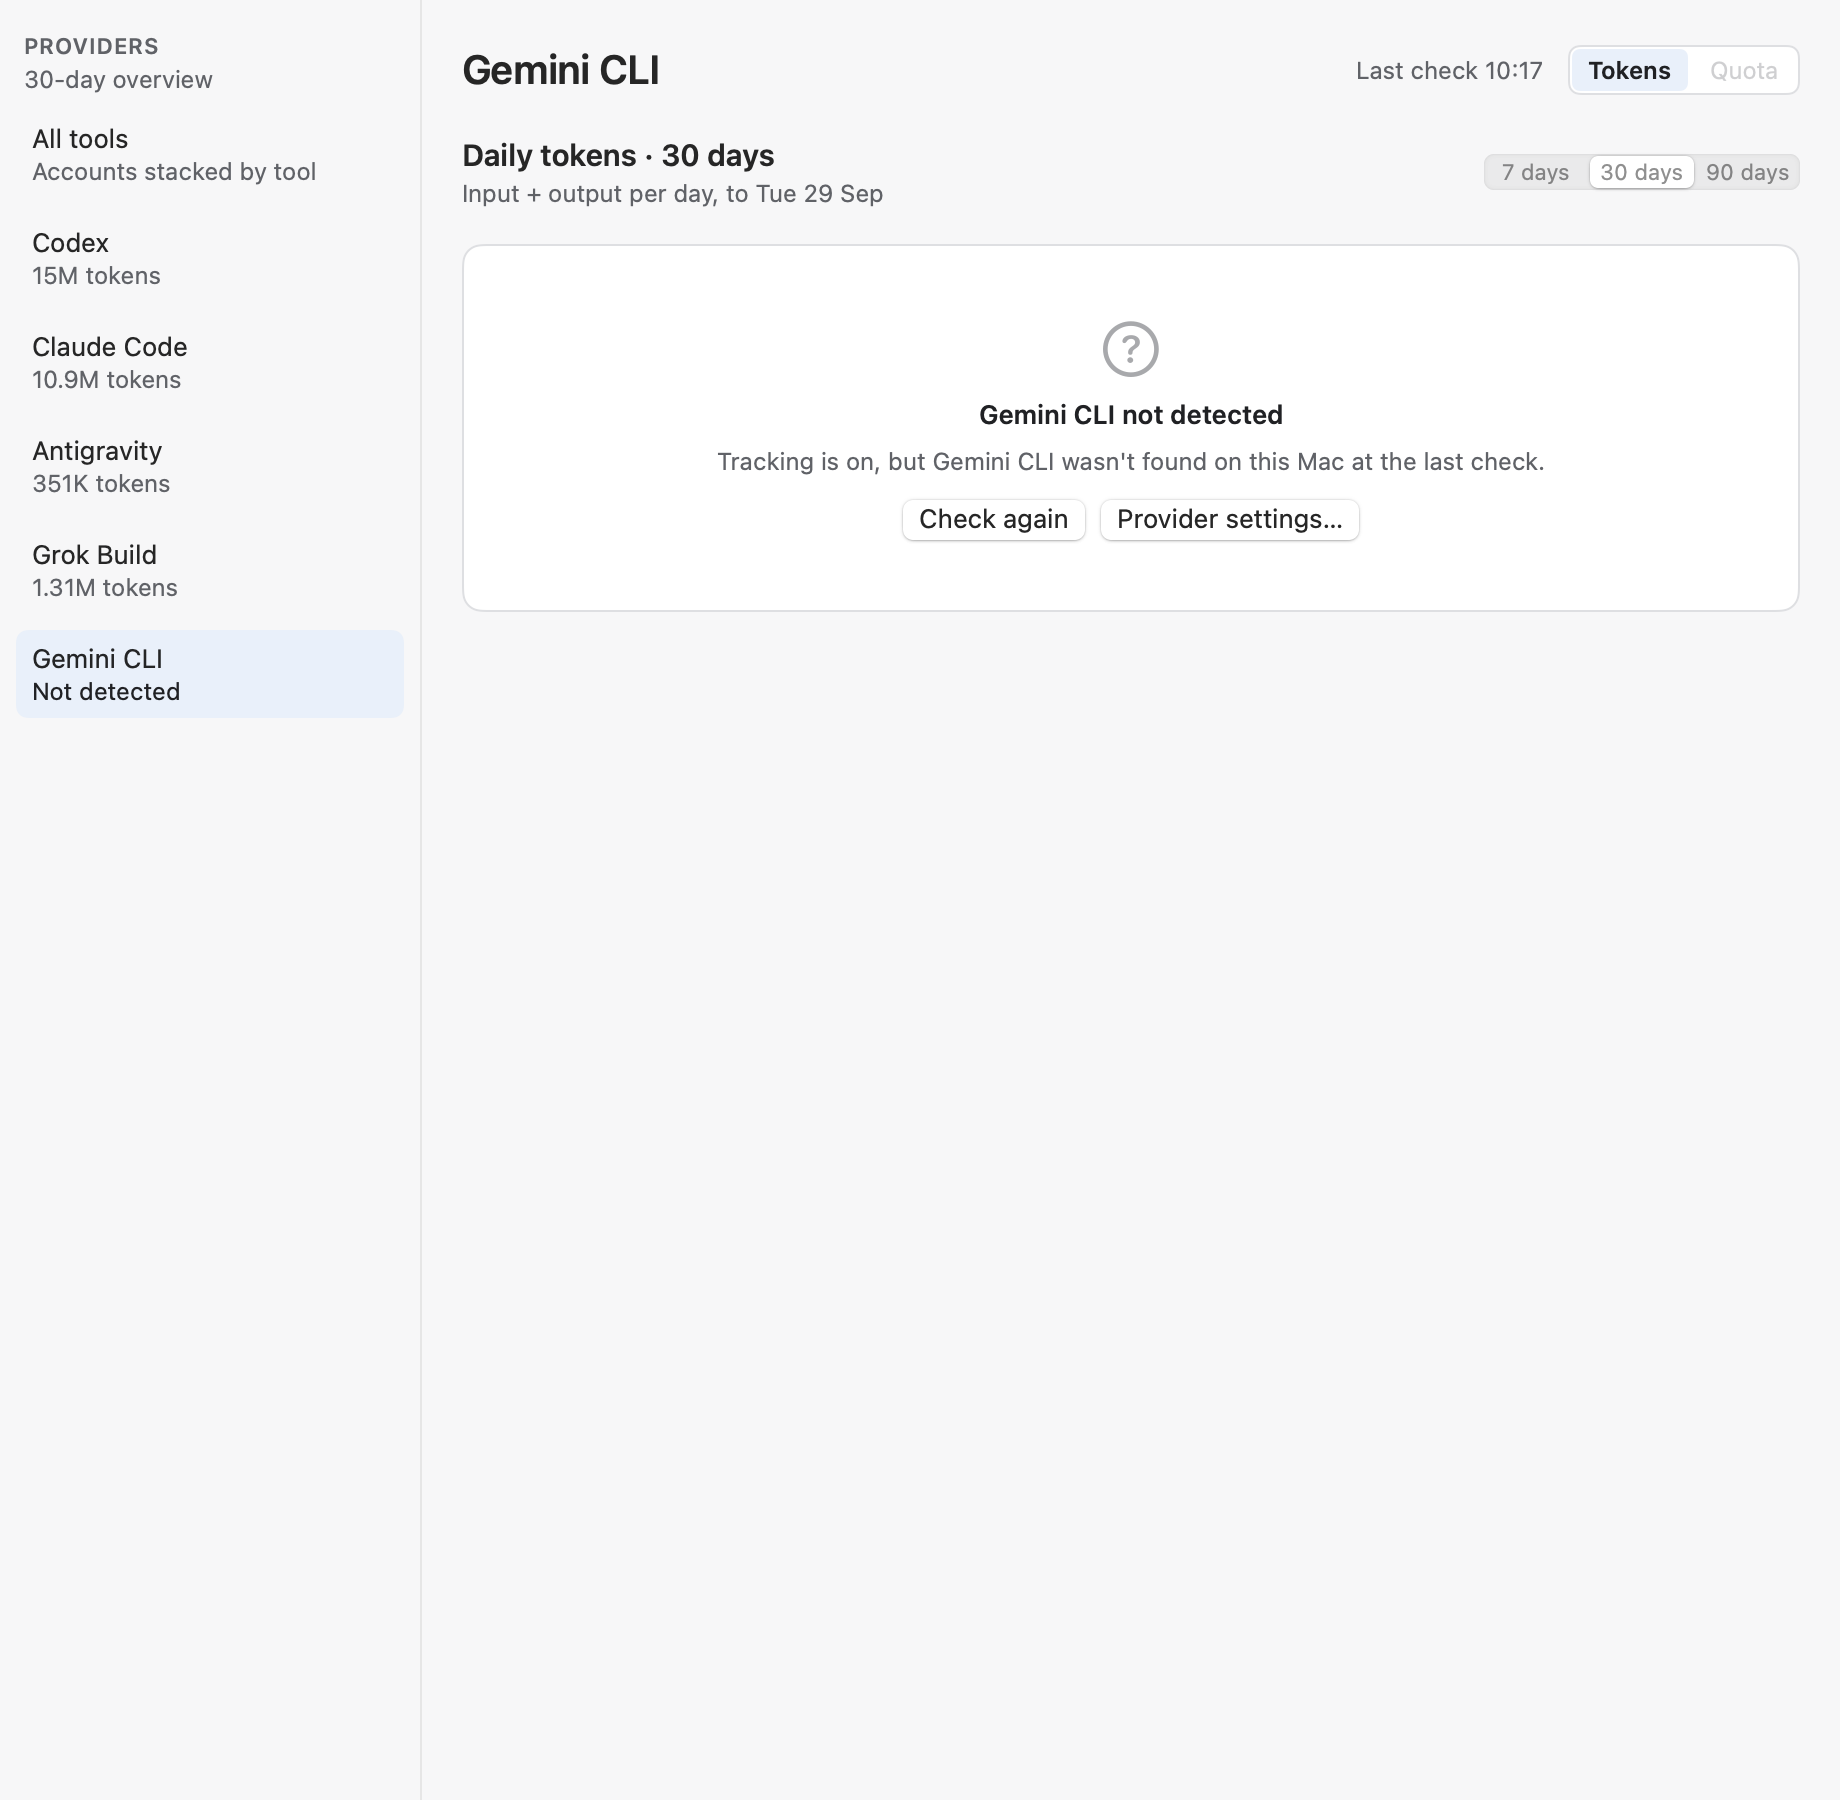 PROVIDERS
30-day overview
All tools
Accounts stacked by tool
Codex
15M tokens
Claude Code
10.9M tokens
Antigravity
351K tokens
Grok Build
1.31M tokens
Gemini CLI
Not detected
Gemini CLI
Last check 10:17
Tokens
Quota
Daily tokens · 30 days
Input + output per day, to Tue 29 Sep
7 days
30 days
90 days
?
Gemini CLI not detected
Tracking is on, but Gemini CLI wasn't found on this Mac at the last check.
Check again
Provider settings...